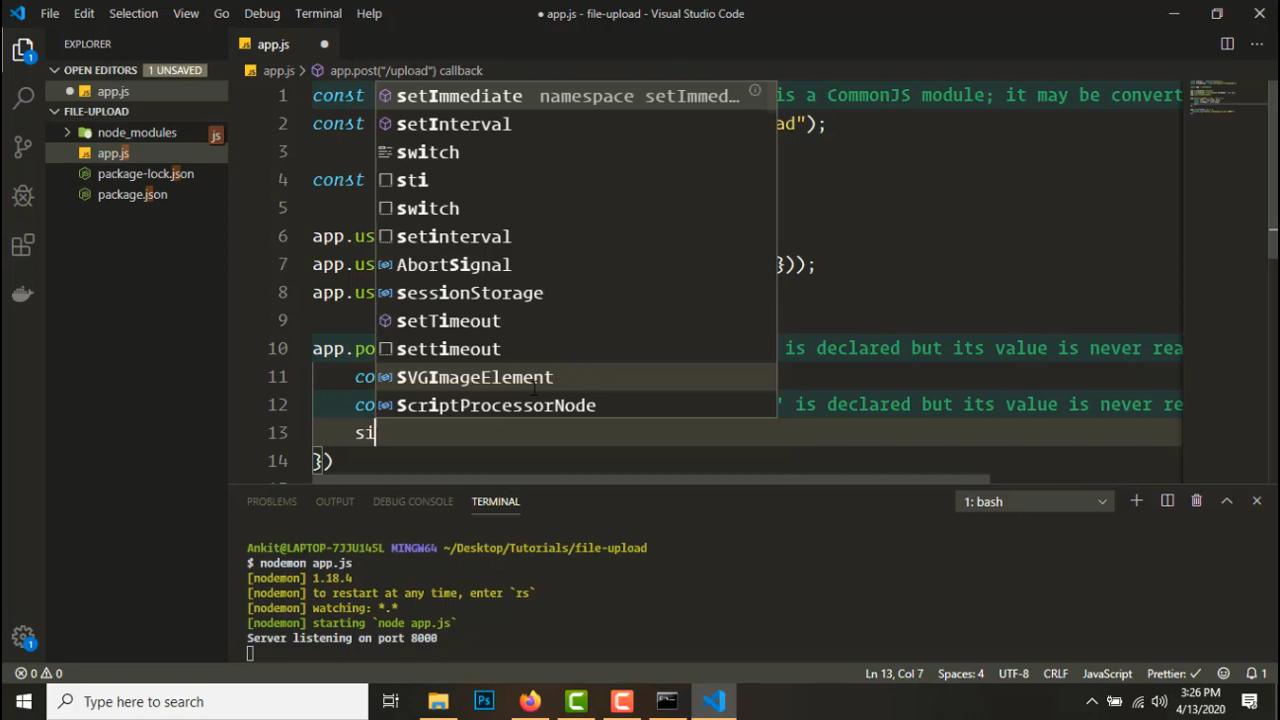 File Edit Selection View Go Debug Terminal Help
● app.js - file-upload - Visual Studio Code
EXPLORER
OPEN EDITORS 1 UNSAVED
app.js
FILE-UPLOAD
node_modules
js
app.js
package-lock.json
package.json
app.js
app.js > app.post("/upload") callback
1 const is a CommonJS module; it may be convert
2 const ad");
3
4 const
5
6 app.us
7 app.us }));
8 app.us
9
10 app.po is declared but its value is never rea
11 co
12 co ' is declared but its value is never re
13 si
14 })
setImmediate namespace setImmed…
setInterval
switch
sti
switch
setinterval
AbortSignal
sessionStorage
setTimeout
settimeout
SVGImageElement
ScriptProcessorNode
PROBLEMS OUTPUT DEBUG CONSOLE TERMINAL
1: bash
Ankit@LAPTOP-7JJU145L MINGW64 ~/Desktop/Tutorials/file-upload
$ nodemon app.js
[nodemon] 1.18.4
[nodemon] to restart at any time, enter `rs`
[nodemon] watching: *.*
[nodemon] starting `node app.js`
Server listening on port 8000
0 0
Ln 13, Col 7 Spaces: 4 UTF-8 CRLF JavaScript Prettier: ✓ 1
Type here to search
Ps
3:26 PM
4/13/2020